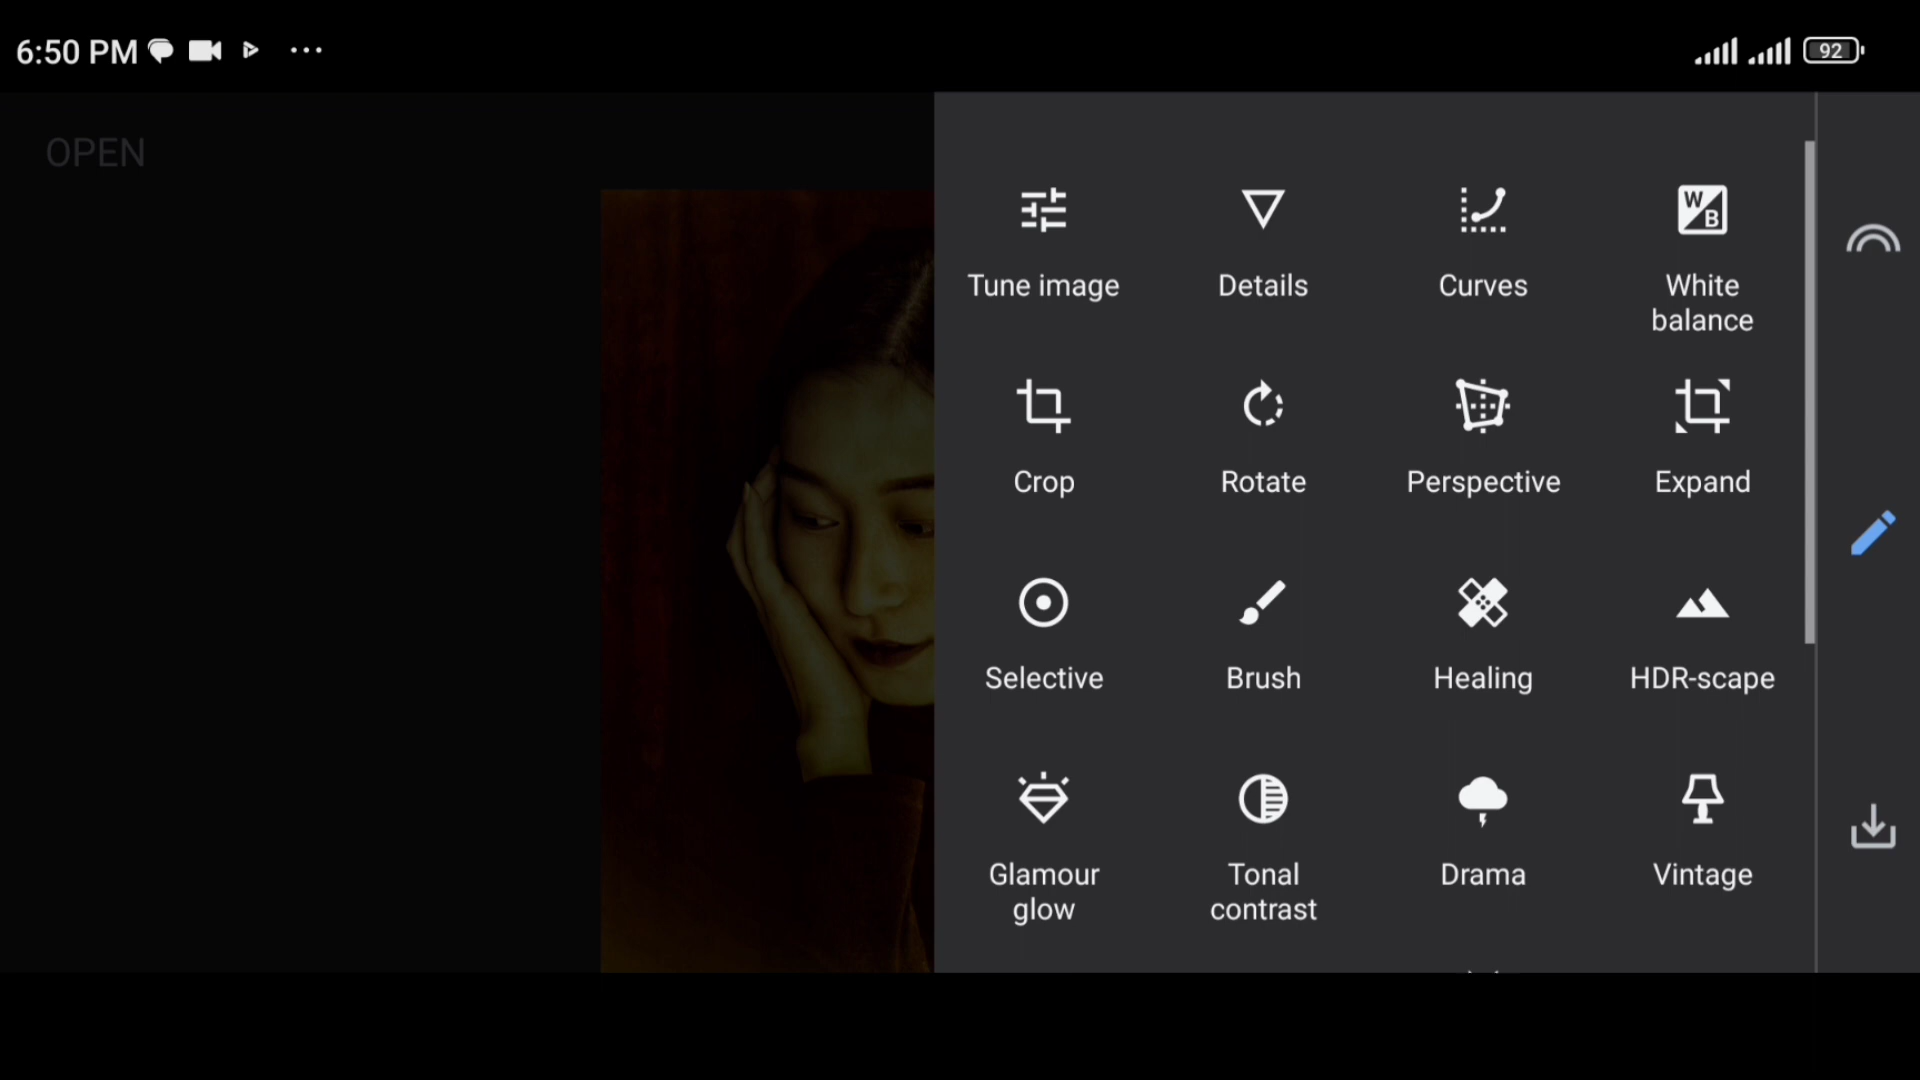 6:50 PM
92
OPEN
Tune image
Details
Curves
W
B
White
balance
Crop
Rotate
Perspective
Expand
Selective
Brush
Healing
HDR-scape
Glamour
glow
Tonal
contrast
Drama
Vintage